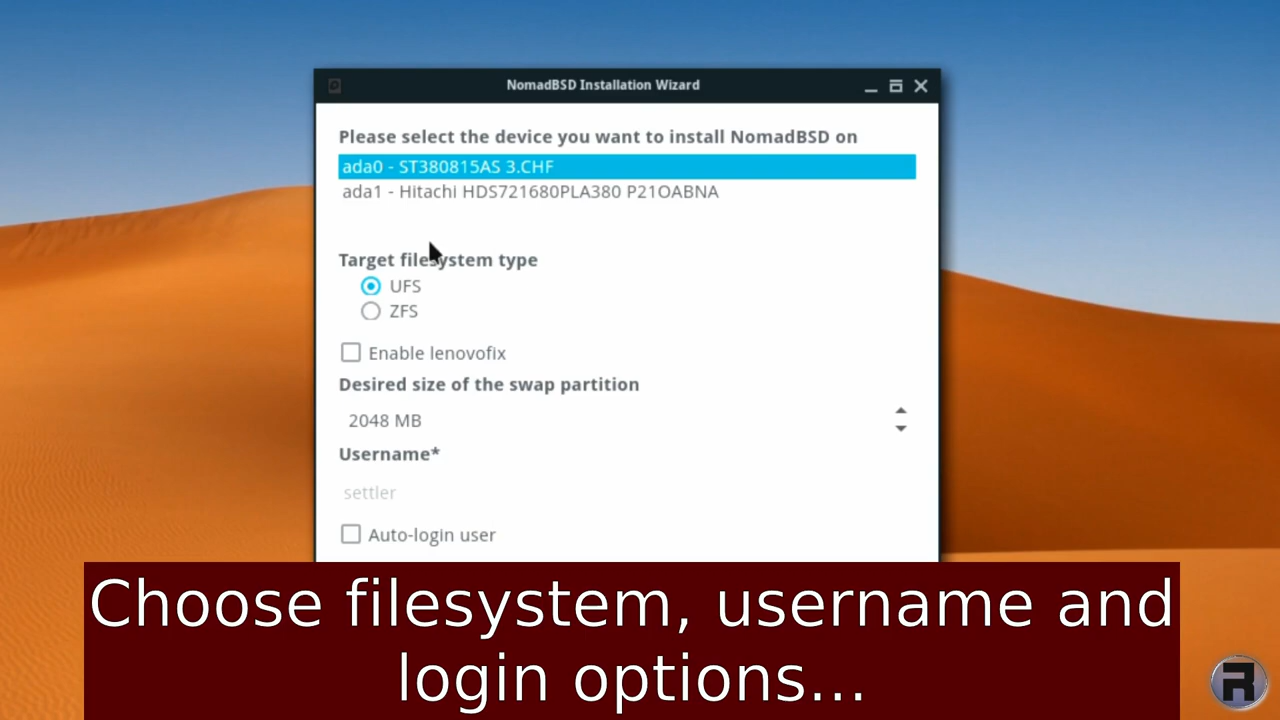 NomadBSD Installation Wizard
Please select the device you want to install NomadBSD on
ada0 - ST380815AS 3.CHF
ada1 - Hitachi HDS721680PLA380 P21OABNA
Target filesystem type
UFS
ZFS
Enable lenovofix
Desired size of the swap partition
2048 MB
Username*
settler
Auto-login user
Choose filesystem, username and
login options...